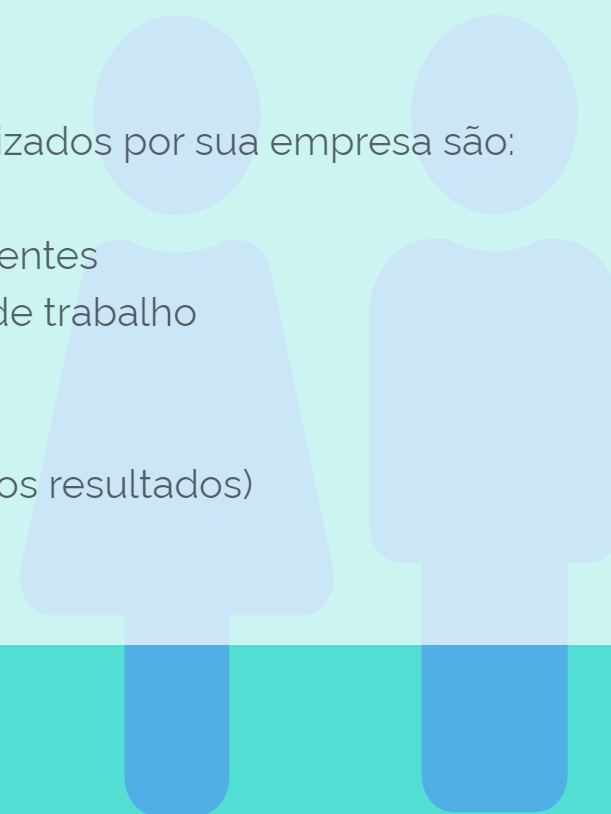 izados por sua empresa são:
entes
de trabalho
os resultados)